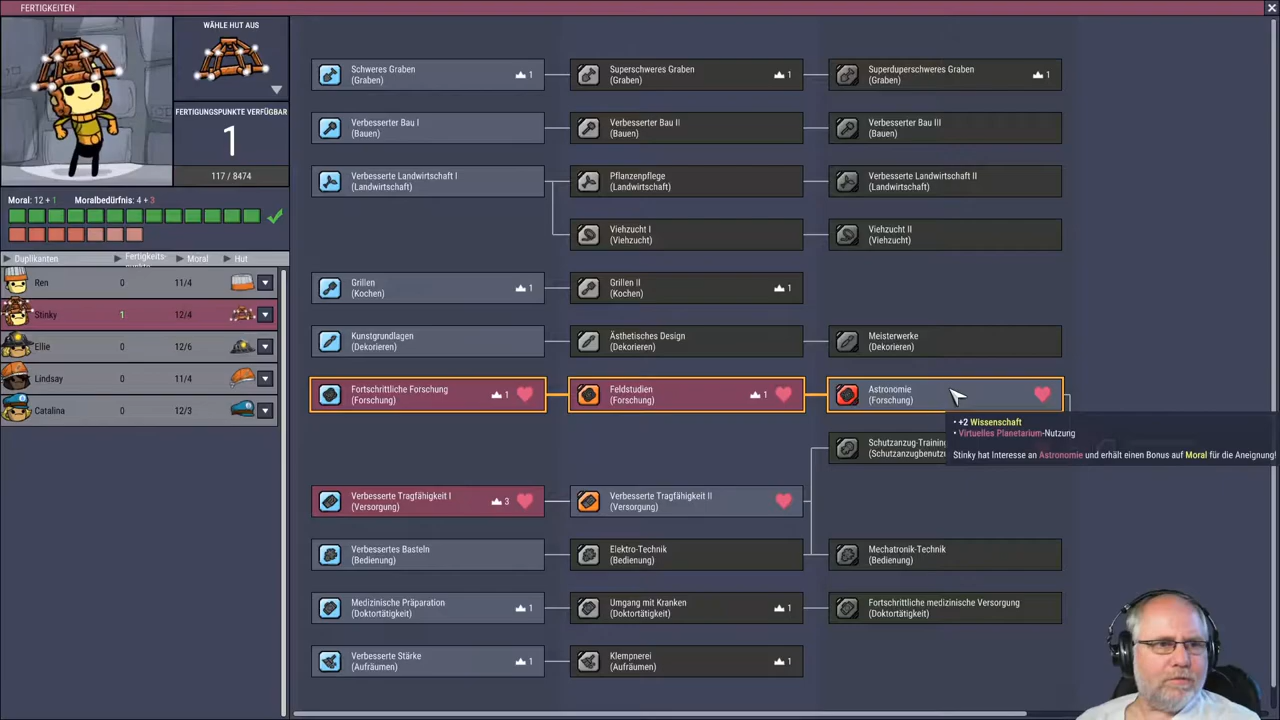 FERTIGKEITEN
WÄHLE HUT AUS
FERTIGUNGSPUNKTE VERFÜGBAR
1
117 / 8474
Moral: 12 + 1 Moralbedürfnis: 4 + 3
Duplikanten Fertigkeits- Moral Hut
Ren 0 11/4
Stinky 1 12/4
Ellie 0 12/6
Lindsay 0 11/4
Catalina 0 12/3
Schweres Graben
(Graben)
1
Superschweres Graben
(Graben)
1
Superduperschweres Graben
(Graben)
1
Verbesserter Bau I
(Bauen)
Verbesserter Bau II
(Bauen)
Verbesserter Bau III
(Bauen)
Verbesserte Landwirtschaft I
(Landwirtschaft)
Pflanzenpflege
(Landwirtschaft)
Verbesserte Landwirtschaft II
(Landwirtschaft)
Viehzucht I
(Viehzucht)
Viehzucht II
(Viehzucht)
Grillen
(Kochen)
1
Grillen II
(Kochen)
1
Kunstgrundlagen
(Dekorieren)
Ästhetisches Design
(Dekorieren)
Meisterwerke
(Dekorieren)
Fortschrittliche Forschung
(Forschung)
1
Feldstudien
(Forschung)
1
Astronomie
(Forschung)
• +2 Wissenschaft
• Virtuelles Planetarium-Nutzung
Stinky hat Interesse an Astronomie und erhält einen Bonus auf Moral für die Aneignung!
Schutzanzug-Training
(Schutzanzugbenutz
Verbesserte Tragfähigkeit I
(Versorgung)
3
Verbesserte Tragfähigkeit II
(Versorgung)
Verbessertes Basteln
(Bedienung)
Elektro-Technik
(Bedienung)
Mechatronik-Technik
(Bedienung)
Medizinische Präparation
(Doktortätigkeit)
1
Umgang mit Kranken
(Doktortätigkeit)
1
Fortschrittliche medizinische Versorgung
(Doktortätigkeit)
Verbesserte Stärke
(Aufräumen)
1
Klempnerei
(Aufräumen)
1